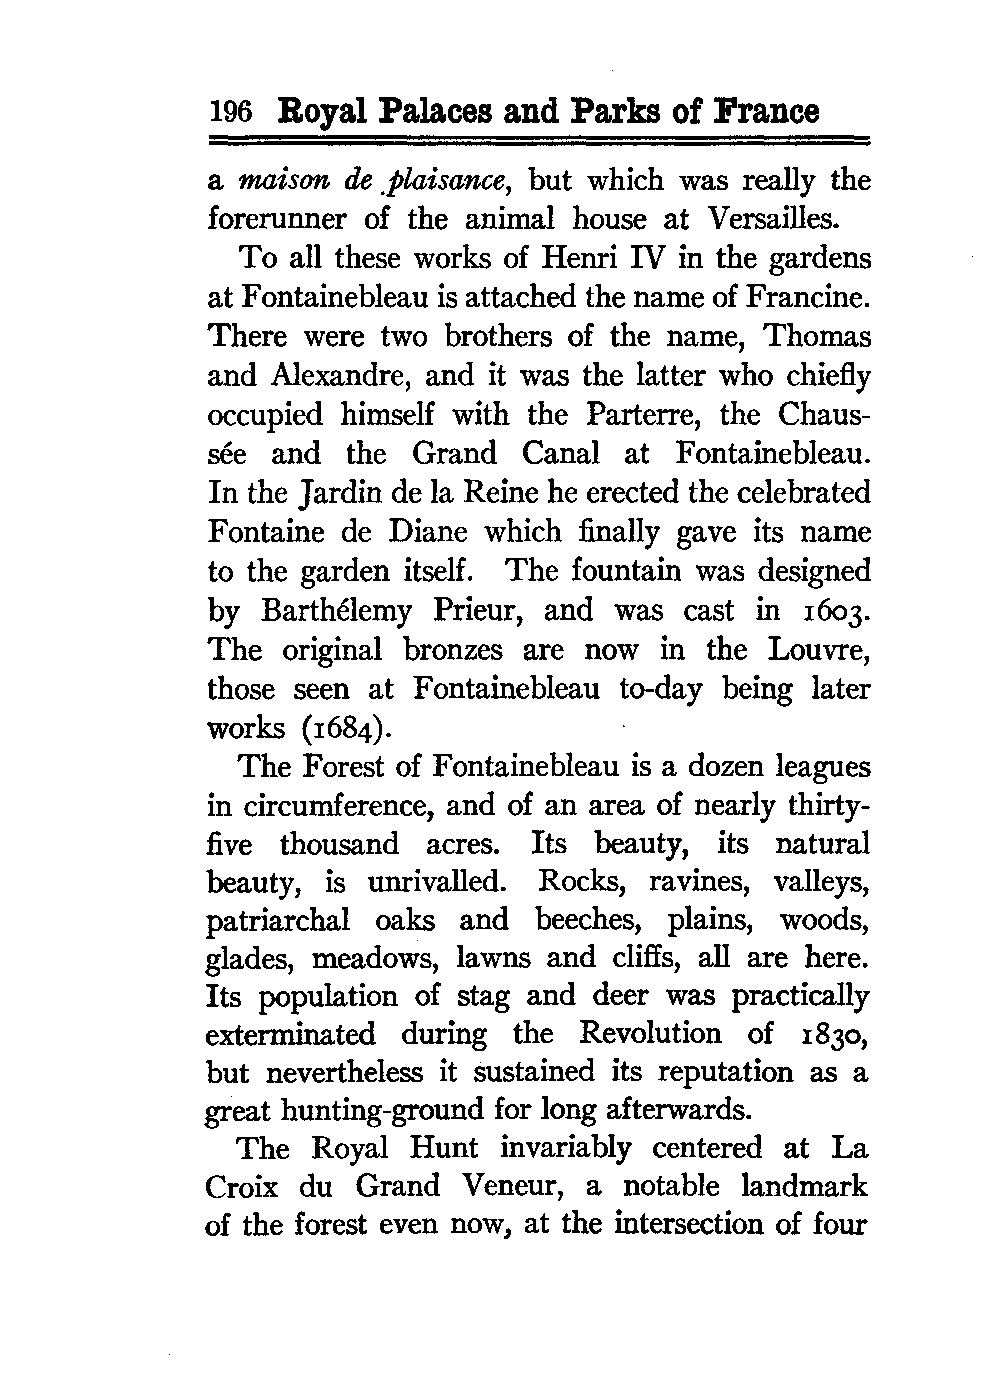 196 Royal Palaces and Parks of France
a maison de plaisance, but which was really the
forerunner of the animal house at Versailles.
To all these works of Henri IV in the gardens
at Fontainebleau is attached the name of Francine.
There were two brothers of the name, Thomas
and Alexandre, and it was the latter who chiefly
occupied himself with the Parterre, the Chaus-
sée and the Grand Canal at Fontainebleau.
In the Jardin de la Reine he erected the celebrated
Fontaine de Diane which finally gave its name
to the garden itself. The fountain was designed
by Barthélemy Prieur, and was cast in 1603.
The original bronzes are now in the Louvre,
those seen at Fontainebleau to-day being later
works (1684).
The Forest of Fontainebleau is a dozen leagues
in circumference, and of an area of nearly thirty-
five thousand acres. Its beauty, its natural
beauty, is unrivalled. Rocks, ravines, valleys,
patriarchal oaks and beeches, plains, woods,
glades, meadows, lawns and cliffs, all are here.
Its population of stag and deer was practically
exterminated during the Revolution of 1830,
but nevertheless it sustained its reputation as a
great hunting-ground for long afterwards.
The Royal Hunt invariably centered at La
Croix du Grand Veneur, a notable landmark
of the forest even now, at the intersection of four